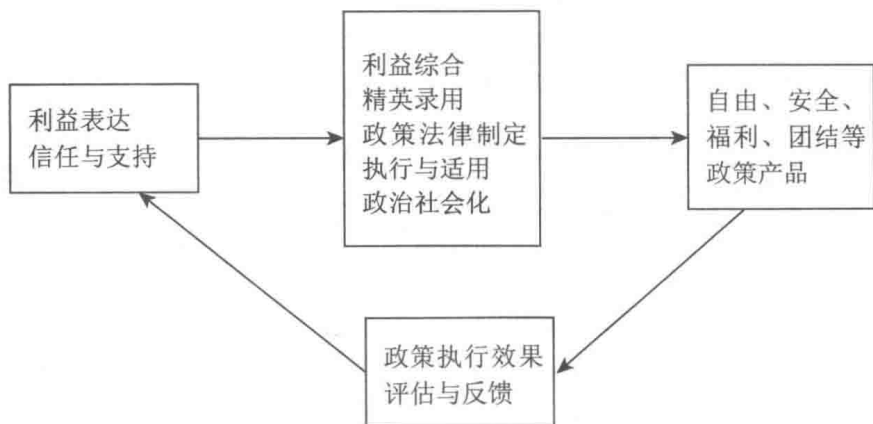 利益表达
信任与支持
利益综合
精英录用
政策法律制定
执行与适用
政治社会化
自由、安全、
福利、团结等
政策产品
政策执行效果
评估与反馈